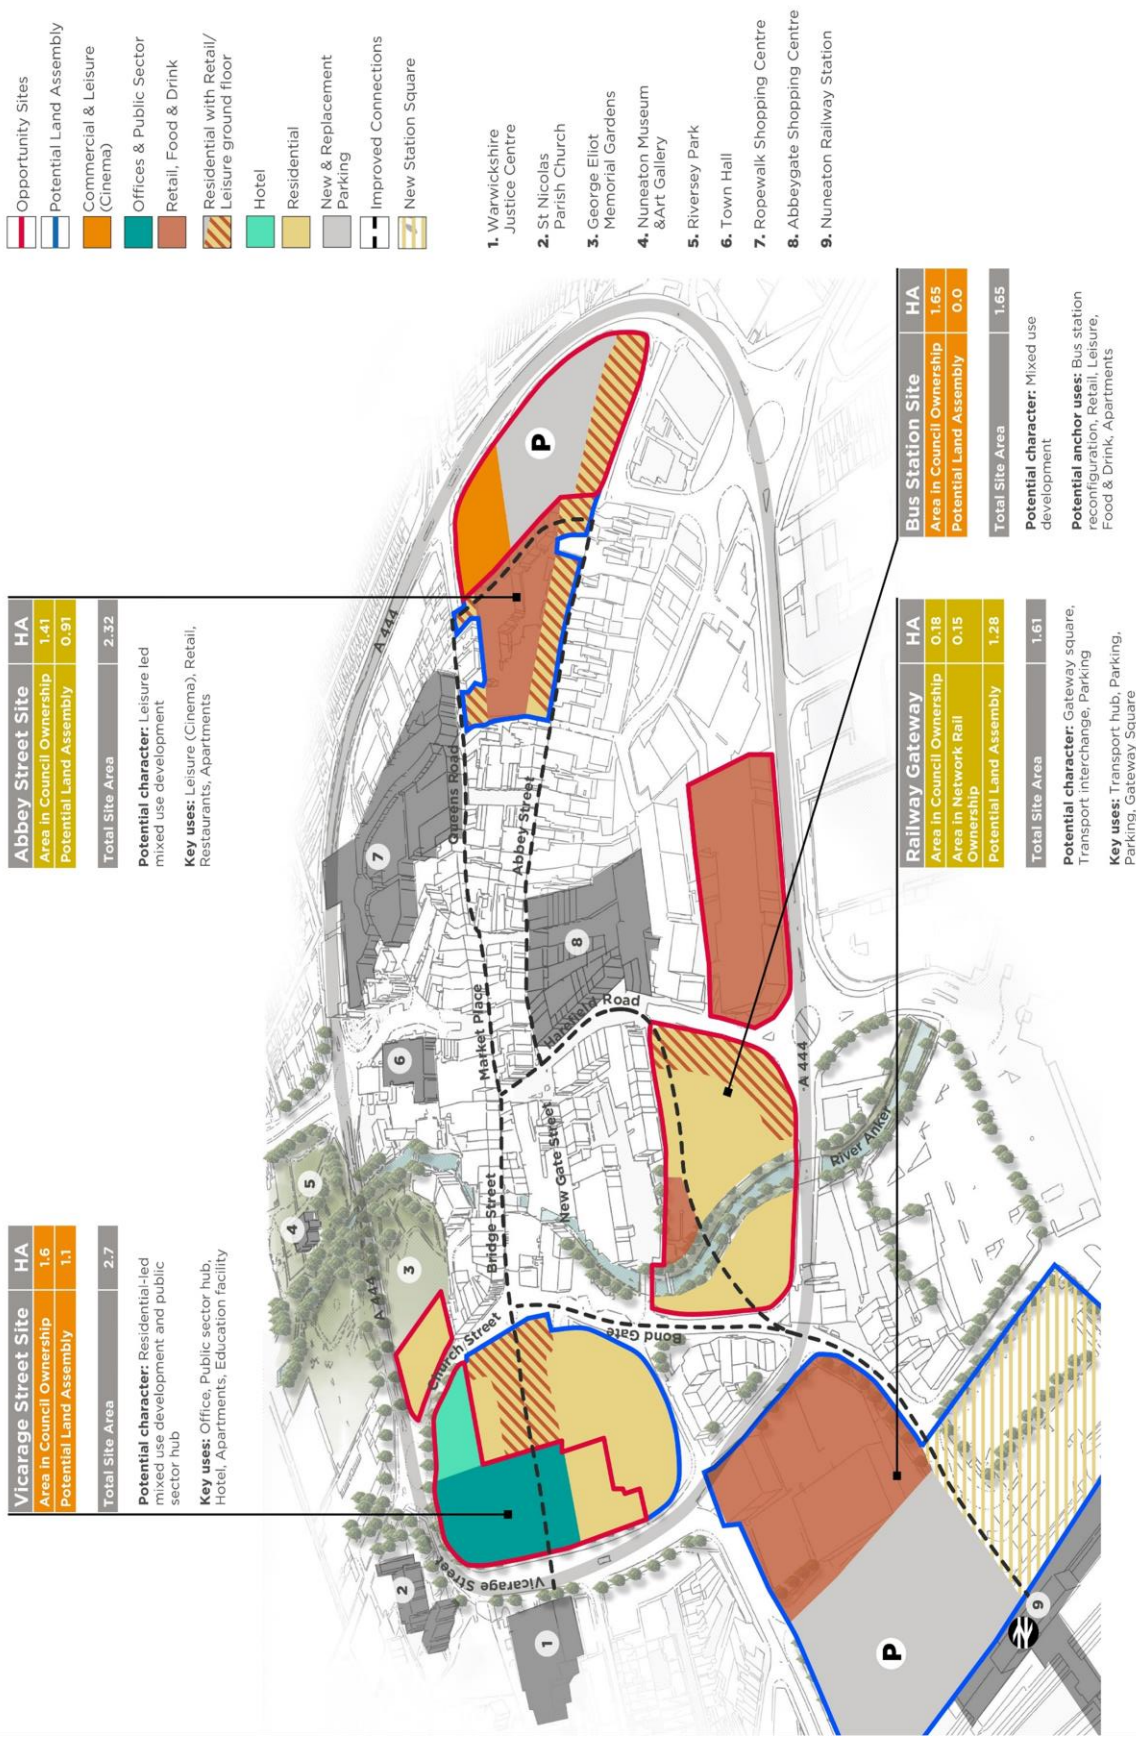 Vicarage Street Site HA
Area in Council Ownership 1.6
Potential Land Assembly 1.1
Total Site Area 2.7
Potential character: Residential-led
mixed use development and public
sector hub
Key uses: Office, Public sector hub,
Hotel, Apartments, Education facility
Abbey Street Site HA
Area in Council Ownership 1.41
Potential Land Assembly 0.91
Total Site Area 2.32
Potential character: Leisure led
mixed use development
Key uses: Leisure (Cinema), Retail,
Restaurants, Apartments
Opportunity Sites
Potential Land Assembly
Commercial & Leisure
(Cinema)
Offices & Public Sector
Retail, Food & Drink
Residential with Retail/
Leisure ground floor
Hotel
Residential
New & Replacement
Parking
Improved Connections
New Station Square
1. Warwickshire
Justice Centre
2. St Nicolas
Parish Church
3. George Eliot
Memorial Gardens
4. Nuneaton Museum
&Art Gallery
5. Riversey Park
6. Town Hall
7. Ropewalk Shopping Centre
8. Abbeygate Shopping Centre
9. Nuneaton Railway Station
4
5
3
A 444
6
7
A 444
2
Vicarage Street
1
Church Street
Bridge Street
Market Place
Queens Road
Abbey Street
P
New Gate Street
Harefield Road
8
Bond Gate
A 444
River Anker
P
9
Railway Gateway HA
Area in Council Ownership 0.18
Area in Network Rail
Ownership 0.15
Potential Land Assembly 1.28
Total Site Area 1.61
Potential character: Gateway square,
Transport interchange, Parking
Key uses: Transport hub, Parking,
Parking, Gateway Square
Bus Station Site HA
Area in Council Ownership 1.65
Potential Land Assembly 0.0
Total Site Area 1.65
Potential character: Mixed use
development
Potential anchor uses: Bus station
reconfiguration, Retail, Leisure,
Food & Drink, Apartments